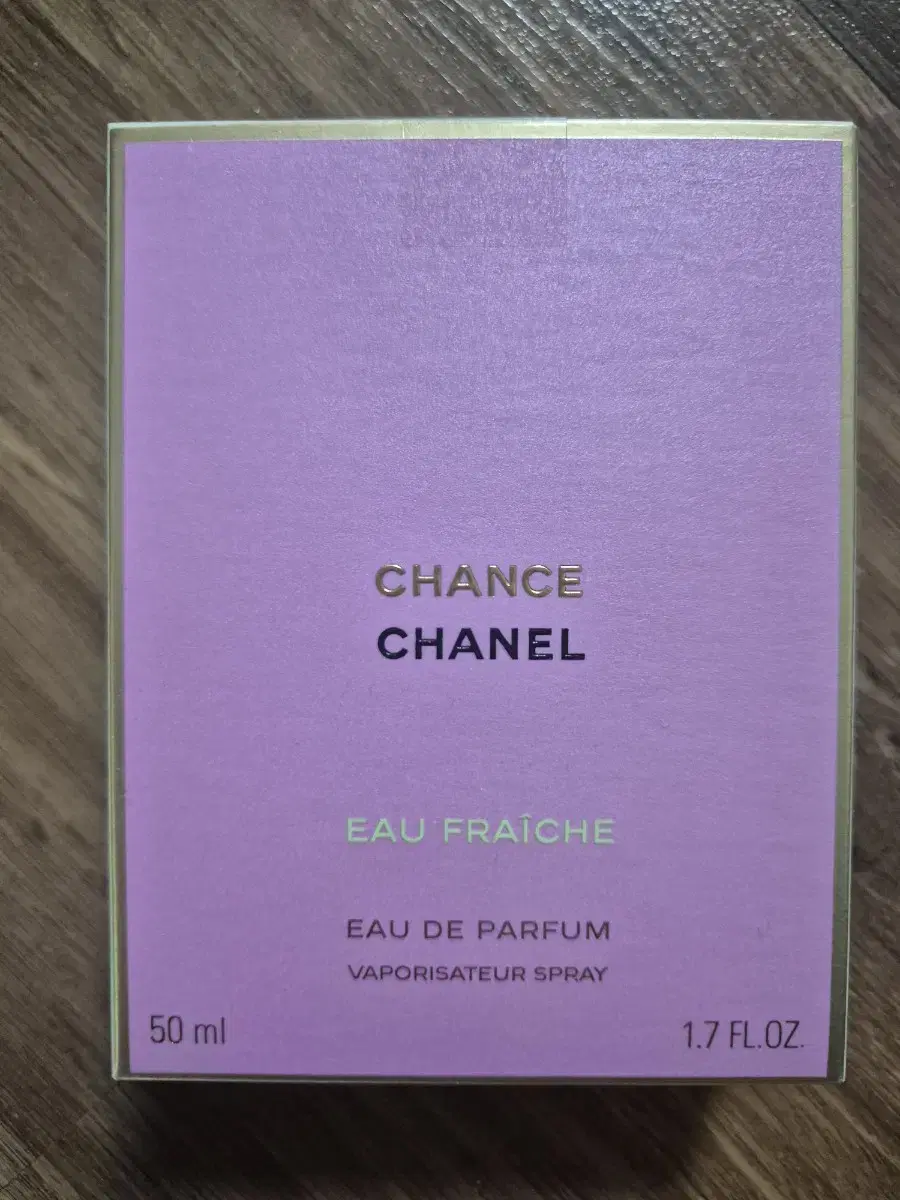 CHANCE
CHANEL
EAU FRAÎCHE
EAU DE PARFUM
VAPORISATEUR SPRAY
50 ml 1.7 FL.OZ.